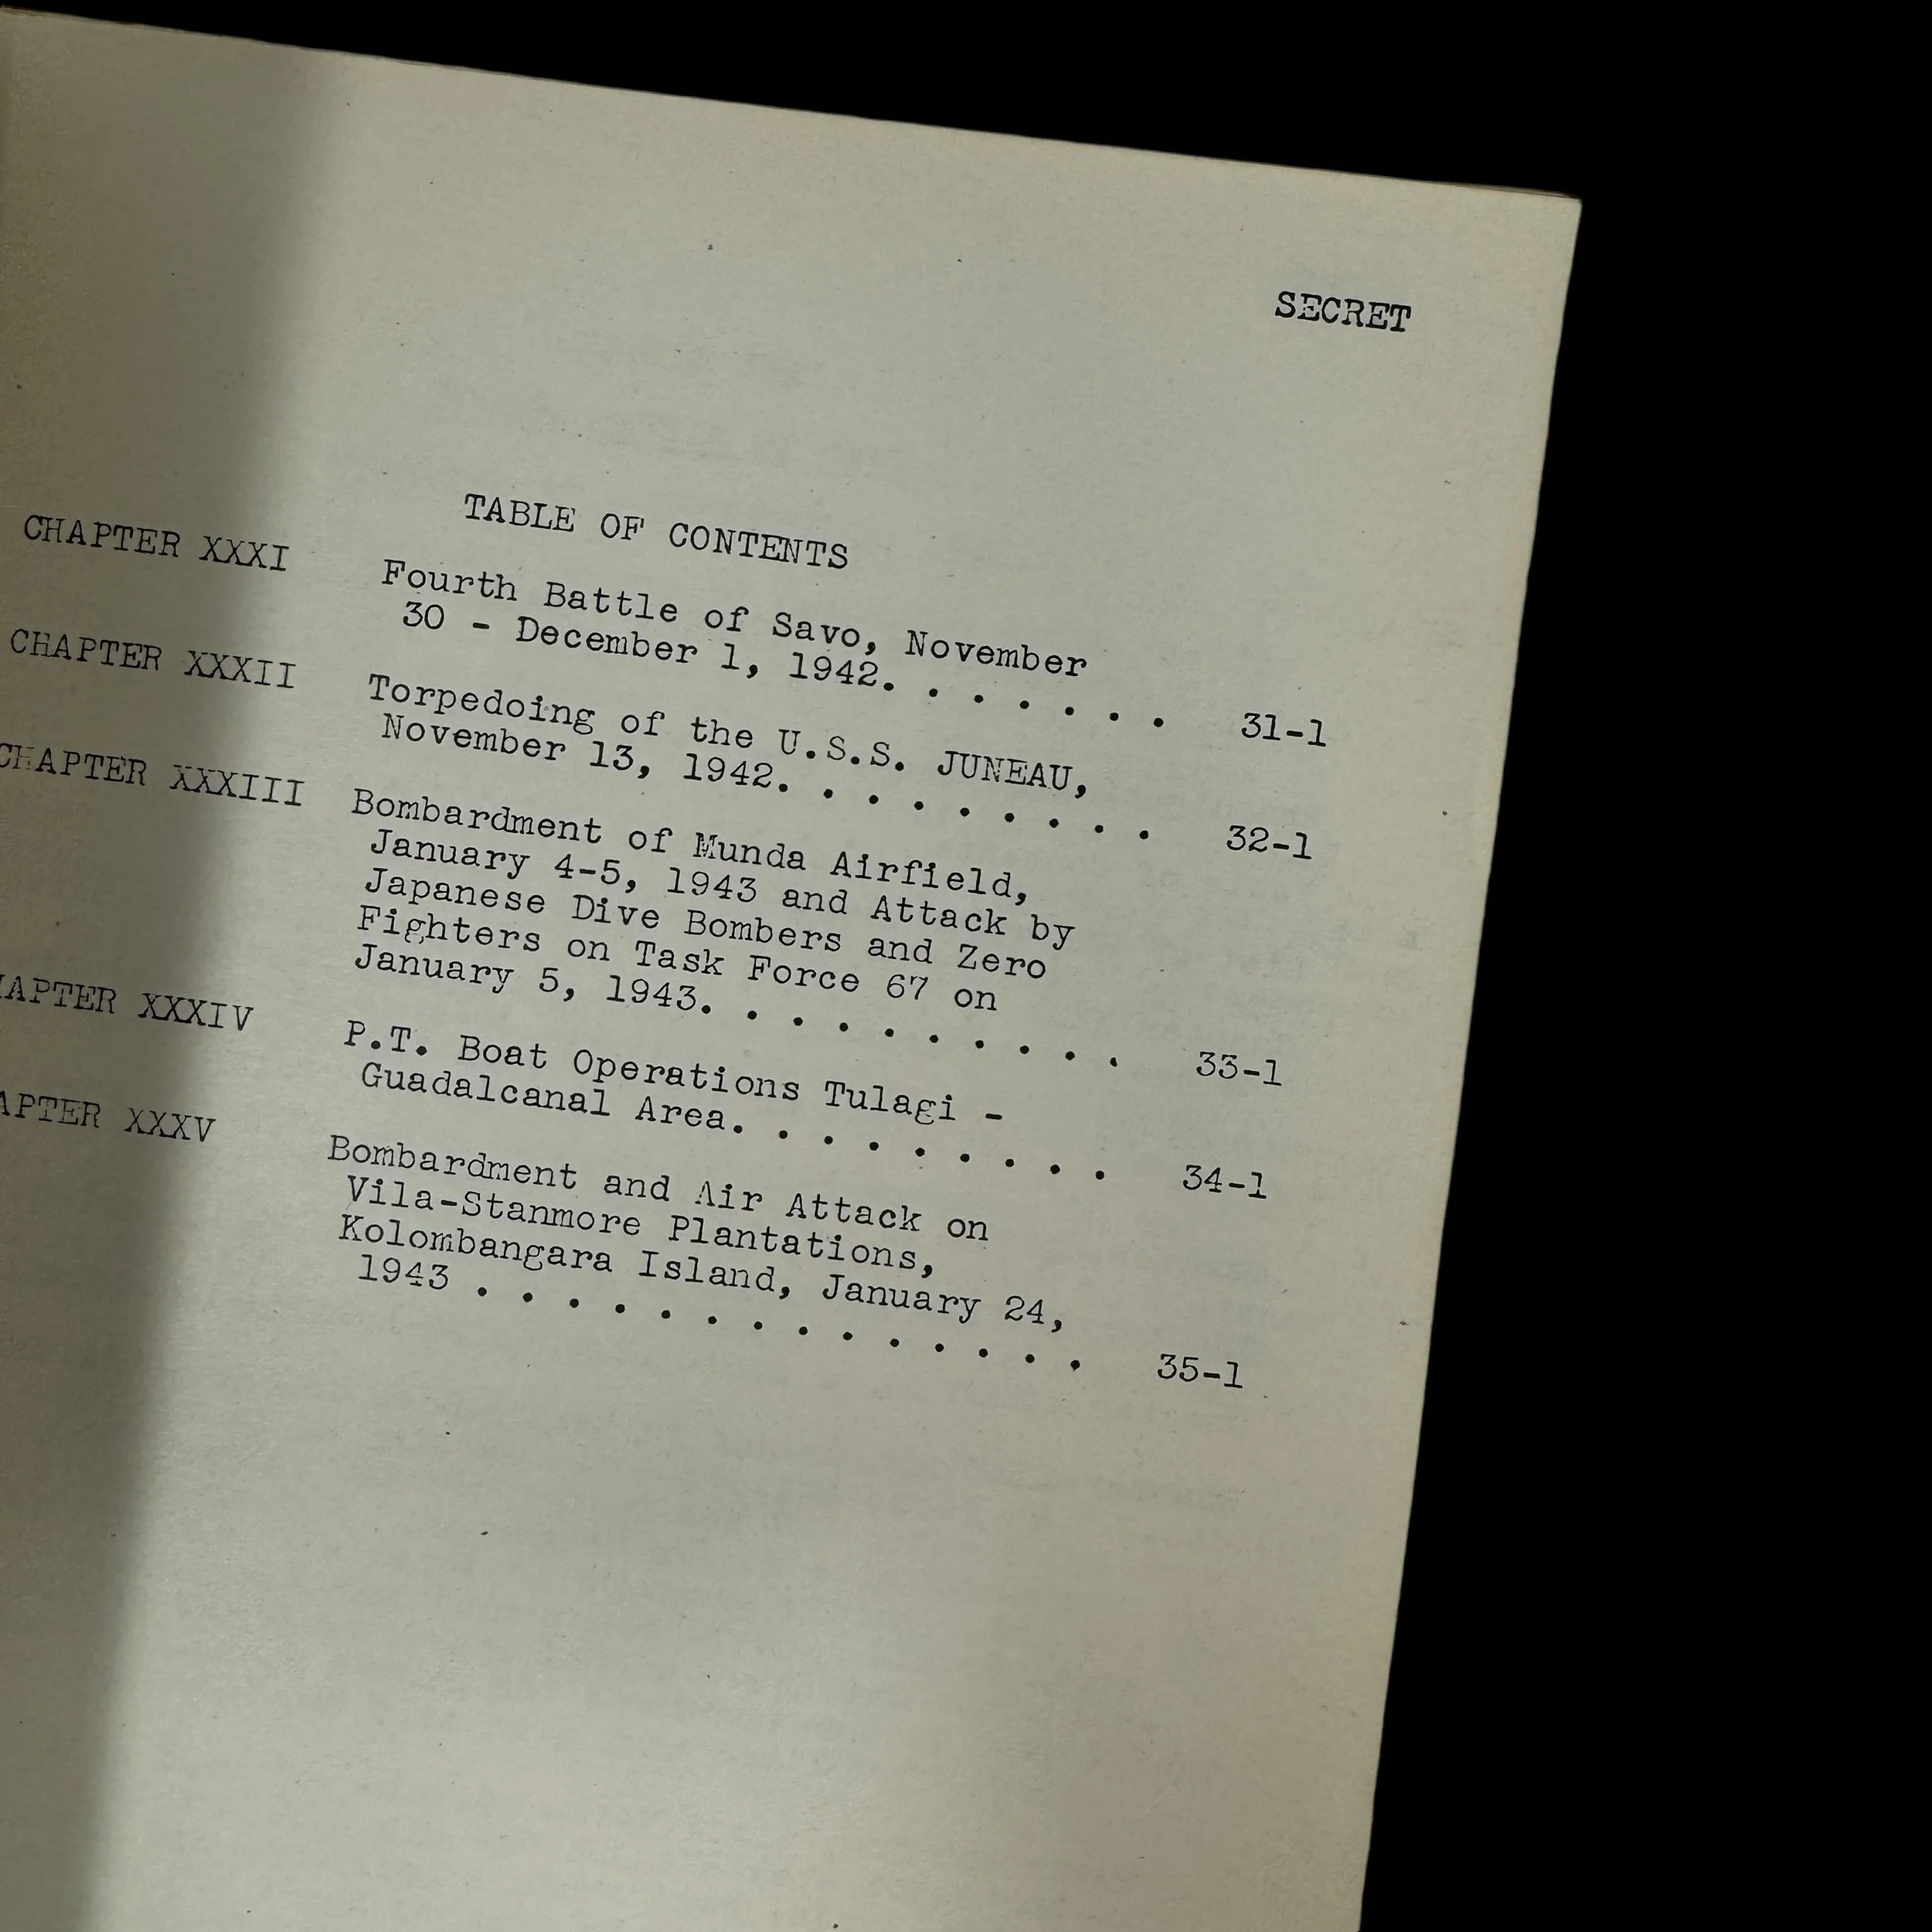 SECRET
TABLE OF CONTENTS
CHAPTER XXXI Fourth Battle of Savo, November
30 - December 1, 1942. . . . . . . 31-1
CHAPTER XXXII Torpedoing of the U.S.S. JUNEAU,
November 13, 1942. . . . . . . . . 32-1
CHAPTER XXXIII Bombardment of Munda Airfield,
January 4-5, 1943 and Attack by
Japanese Dive Bombers and Zero
Fighters on Task Force 67 on
January 5, 1943. . . . . . . . . . 33-1
HAPTER XXXIV P.T. Boat Operations Tulagi -
Guadalcanal Area. . . . . . . . . 34-1
APTER XXXV Bombardment and Air Attack on
Vila-Stanmore Plantations,
Kolombangara Island, January 24,
1943 . . . . . . . . . . . . . . 35-1